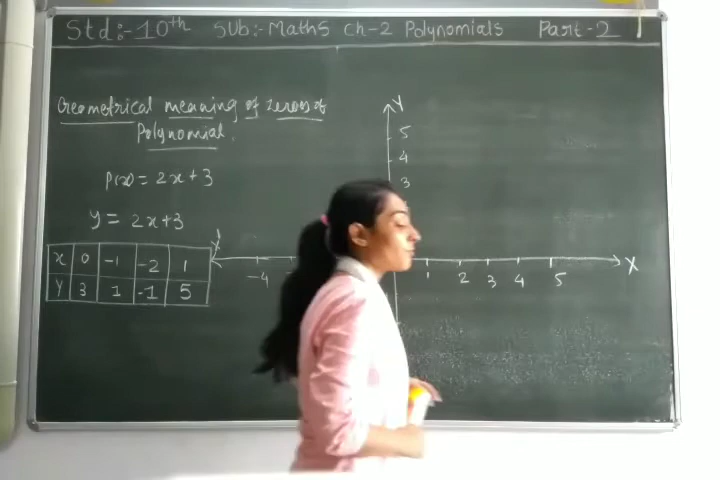 Std:-10th Sub:-Maths Ch-2 Polynomials Part-2
Geometrical meaning of zeros of
Polynomial.
P(x) = 2x+3
y = 2x+3
x 0 -1 -2 1
y 3 1 -1 5
Y
5
4
3
X'
-4
1 2 3 4 5
X